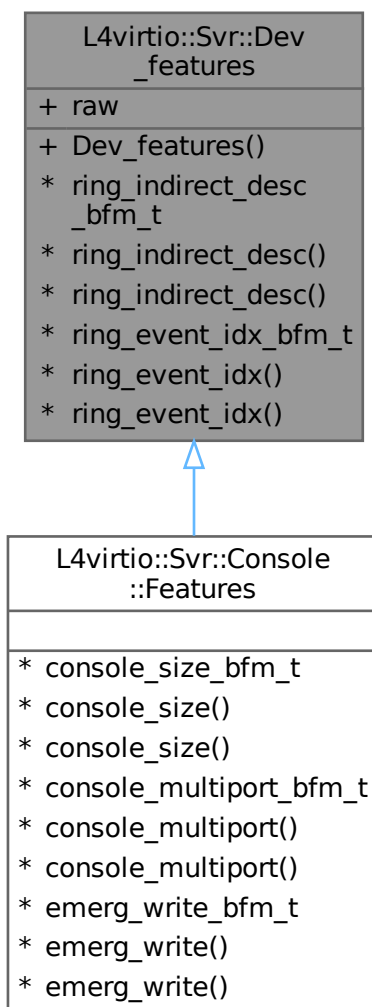 L4virtio::Svr::Dev
_features
+ raw
+ Dev_features()
* ring_indirect_desc
_bfm_t
* ring_indirect_desc()
* ring_indirect_desc()
* ring_event_idx_bfm_t
* ring_event_idx()
* ring_event_idx()
L4virtio::Svr::Console
::Features
* console_size_bfm_t
* console_size()
* console_size()
* console_multiport_bfm_t
* console_multiport()
* console_multiport()
* emerg_write_bfm_t
* emerg_write()
* emerg_write()